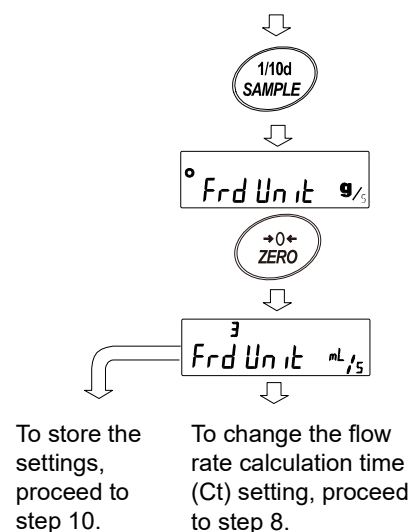 1/10d
SAMPLE
Frd Unit g/s
→0←
ZERO
3
Frd Unit mL/s
To store the
settings,
proceed to
step 10.
To change the flow
rate calculation time
(Ct) setting, proceed
to step 8.